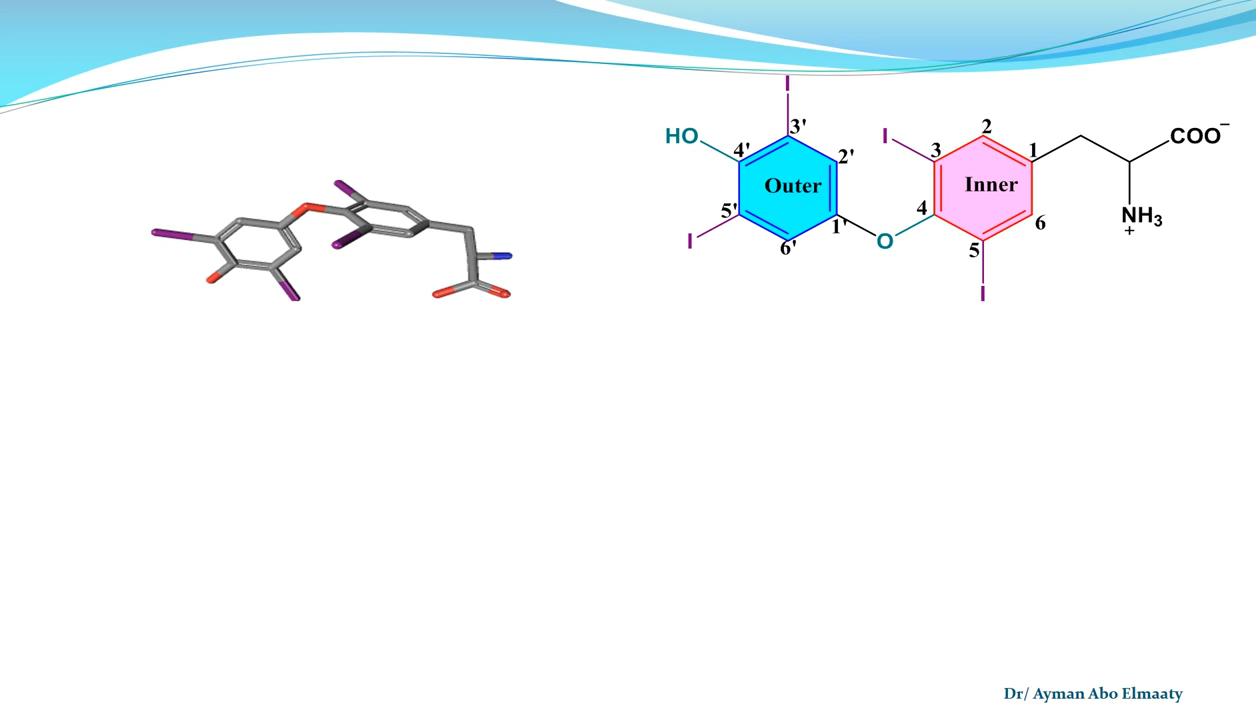 I
HO
3'
4'
2'
Outer
5'
1'
I
6'
O
I
2
3
1
Inner
4
6
5
I
COO⁻
NH₃
+
Dr/ Ayman Abo Elmaaty